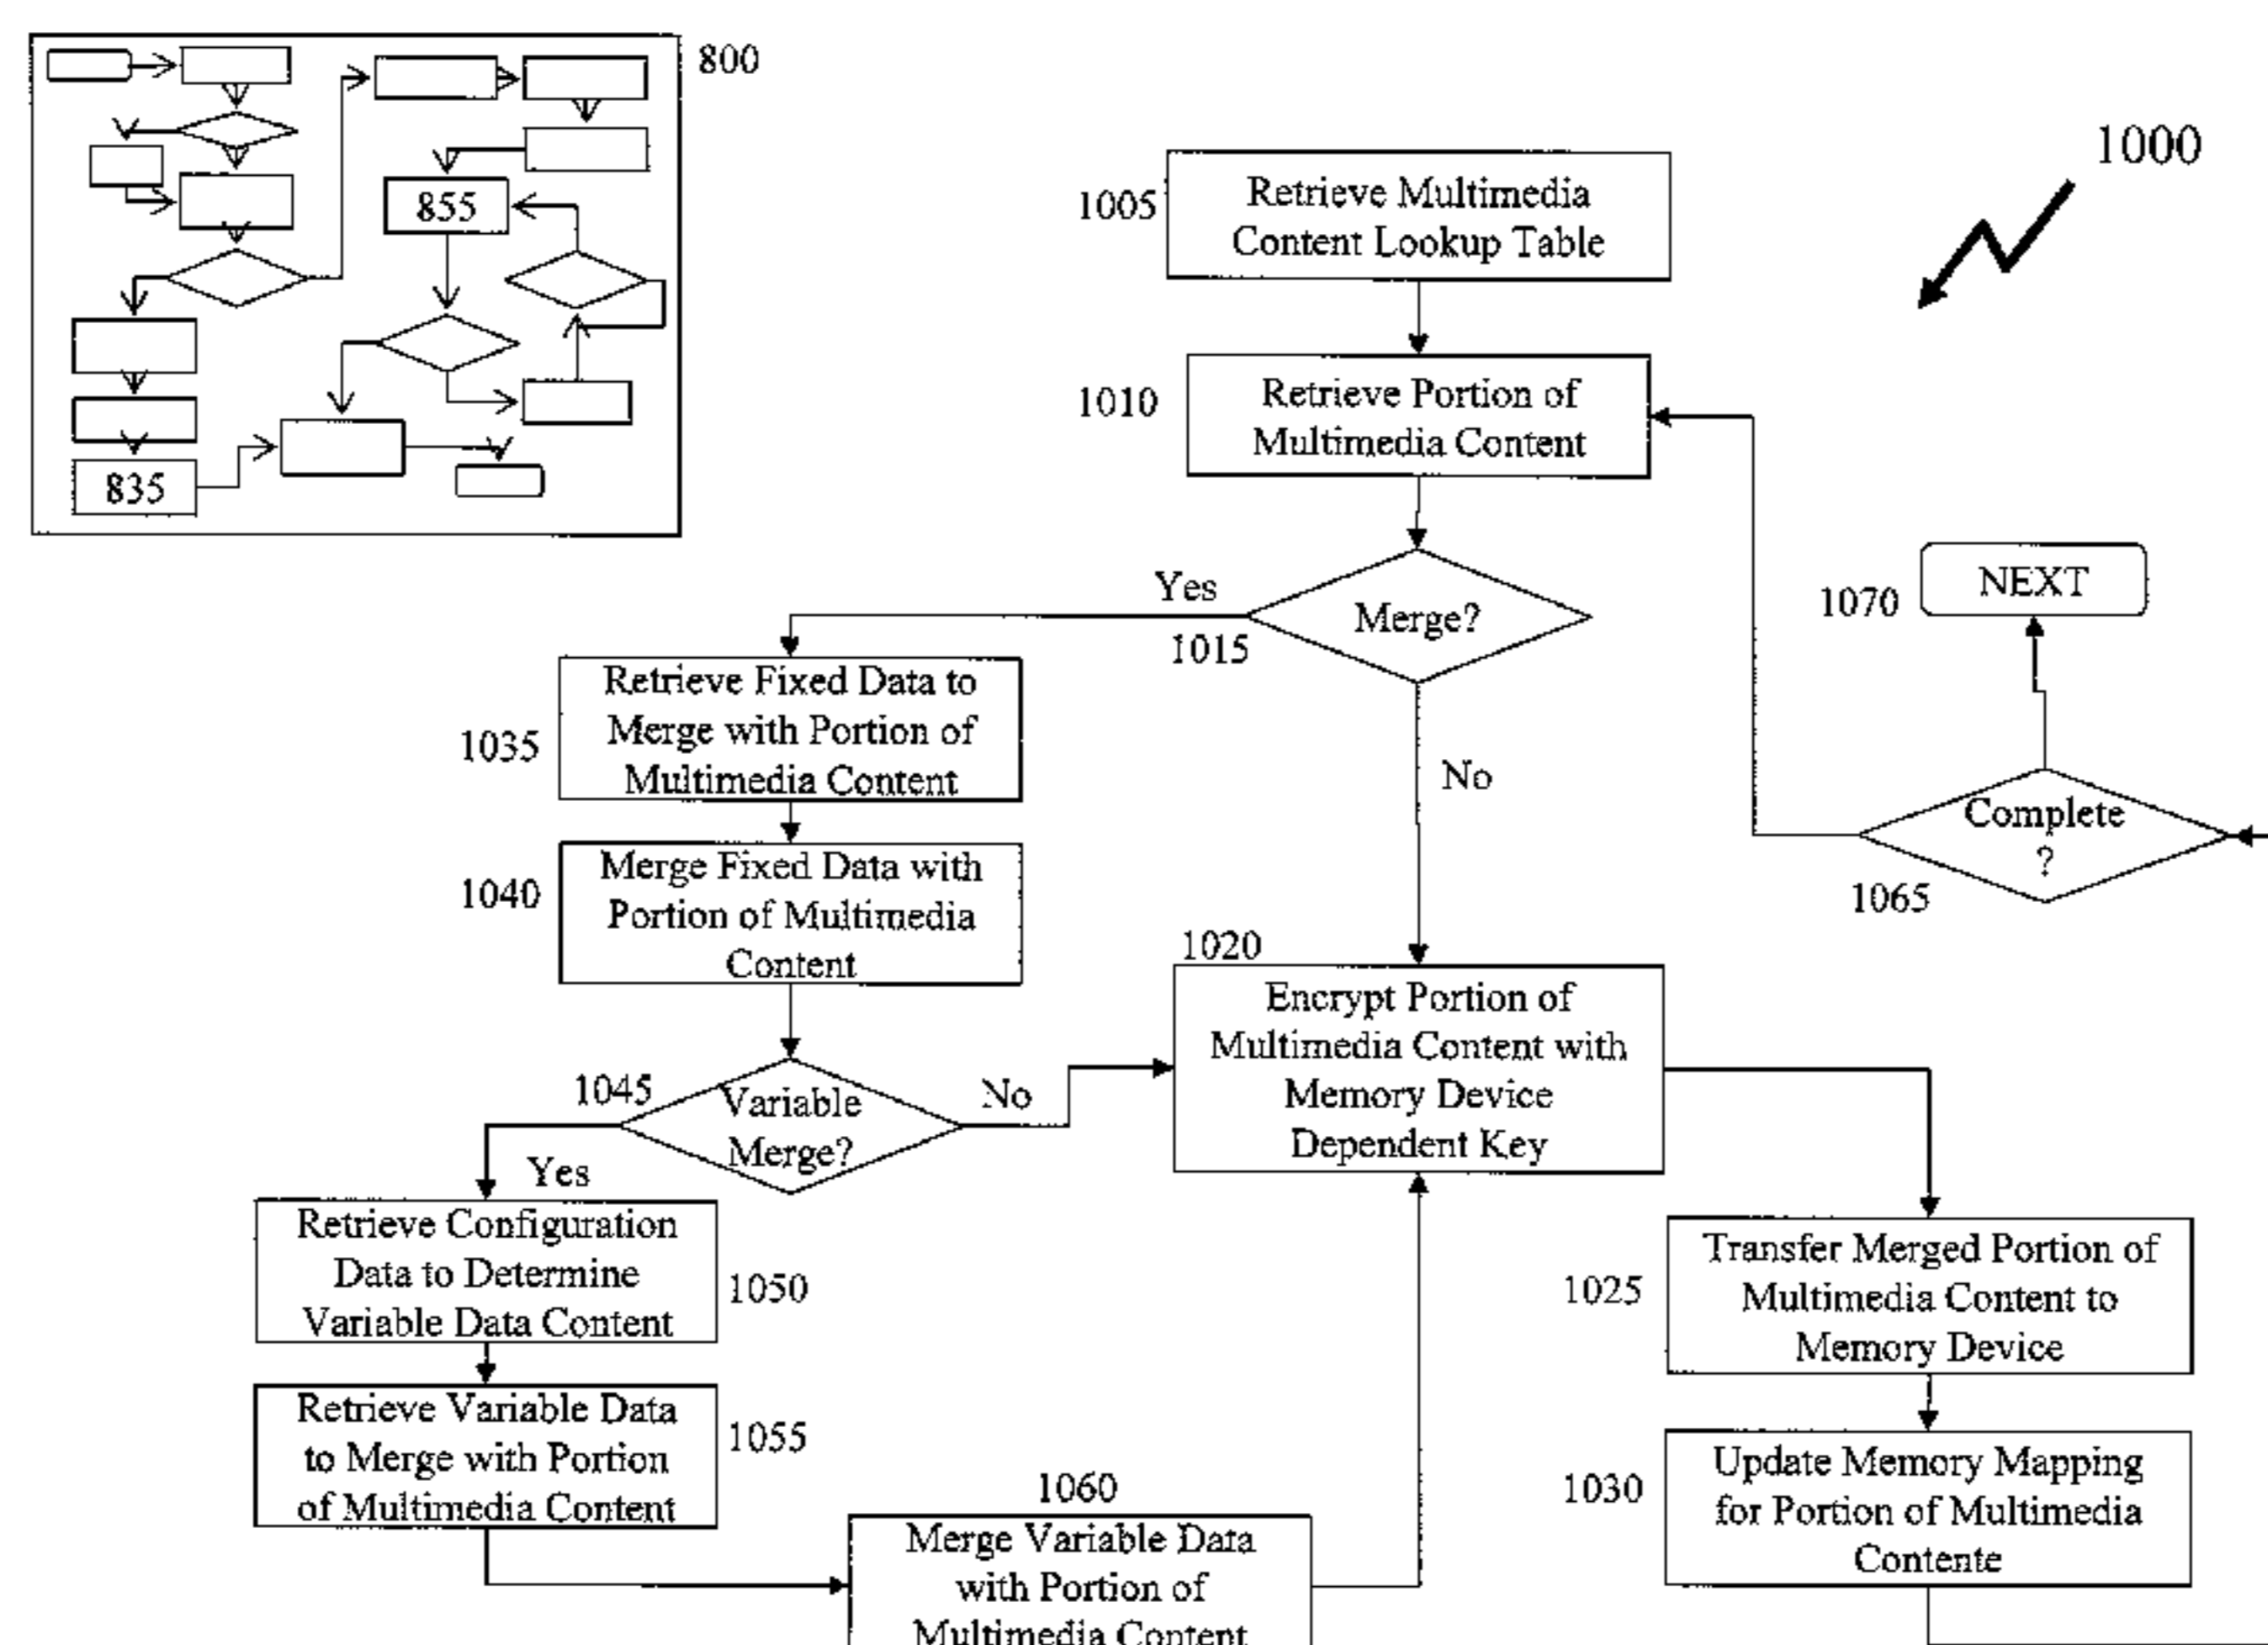 800
855
835
1000
1005
Retrieve Multimedia
Content Lookup Table
1010
Retrieve Portion of
Multimedia Content
Yes
Merge?
1015
No
1070
NEXT
Complete
?
1065
1035
Retrieve Fixed Data to
Merge with Portion of
Multimedia Content
1040
Merge Fixed Data with
Portion of Multimedia
Content
1045
Variable
Merge?
No
Yes
1020
Encrypt Portion of
Multimedia Content with
Memory Device
Dependent Key
Retrieve Configuration
Data to Determine
Variable Data Content
1050
Retrieve Variable Data
to Merge with Portion
of Multimedia Content
1055
1060
Merge Variable Data
with Portion of
Multimedia Content
1025
Transfer Merged Portion of
Multimedia Content to
Memory Device
1030
Update Memory Mapping
for Portion of Multimedia
Contente